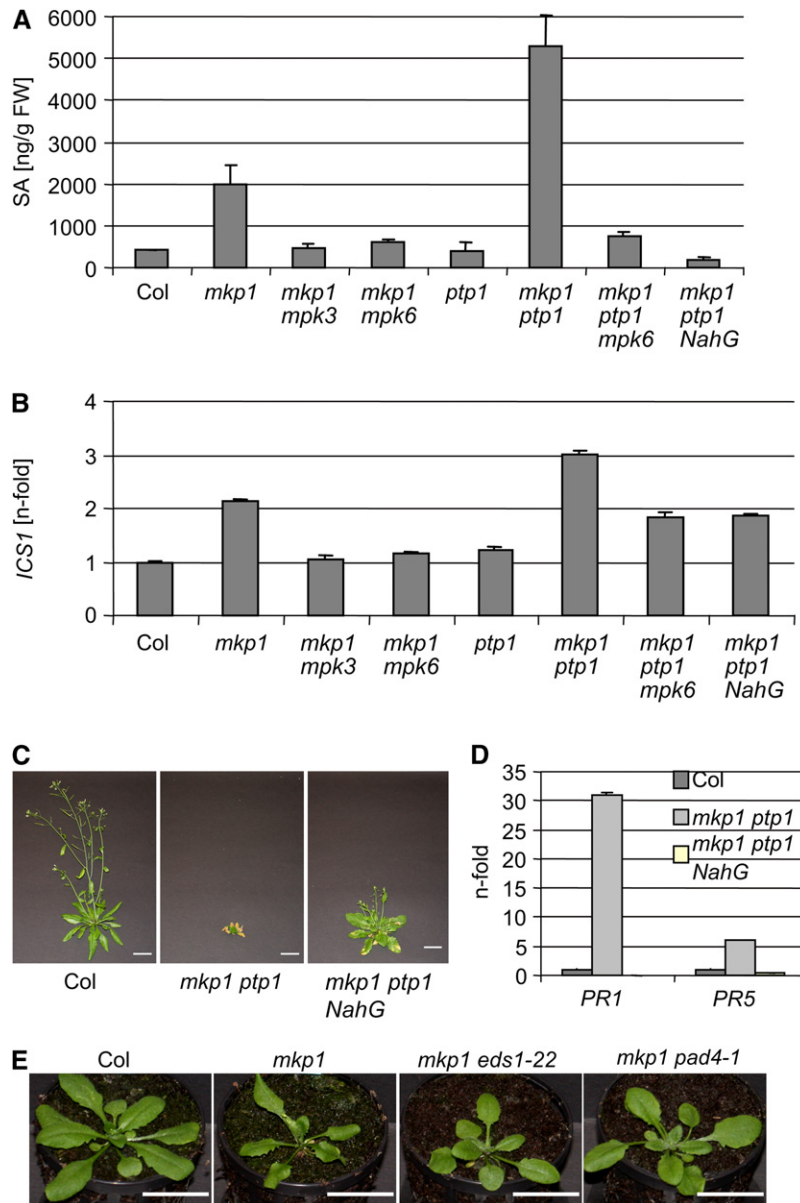 A
SA [ng/g FW]
6000
5000
4000
3000
2000
1000
0
Col
mkp1
mkp1
mpk3
mkp1
mpk6
ptp1
mkp1
ptp1
mkp1
ptp1
mpk6
mkp1
ptp1
NahG
B
ICS1 [n-fold]
4
3
2
1
0
Col
mkp1
mkp1
mpk3
mkp1
mpk6
ptp1
mkp1
ptp1
mkp1
ptp1
mpk6
mkp1
ptp1
NahG
C
Col
mkp1 ptp1
mkp1 ptp1
NahG
D
n-fold
35
30
25
20
15
10
5
0
Col
mkp1 ptp1
mkp1 ptp1
NahG
PR1
PR5
E
Col
mkp1
mkp1 eds1-22
mkp1 pad4-1